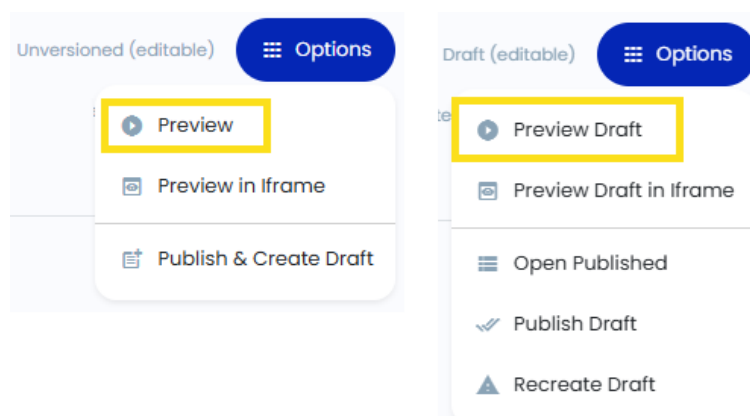 Unversioned (editable)
Options
Preview
Preview in Iframe
Publish & Create Draft
Draft (editable)
Options
Preview Draft
Preview Draft in Iframe
Open Published
Publish Draft
Recreate Draft